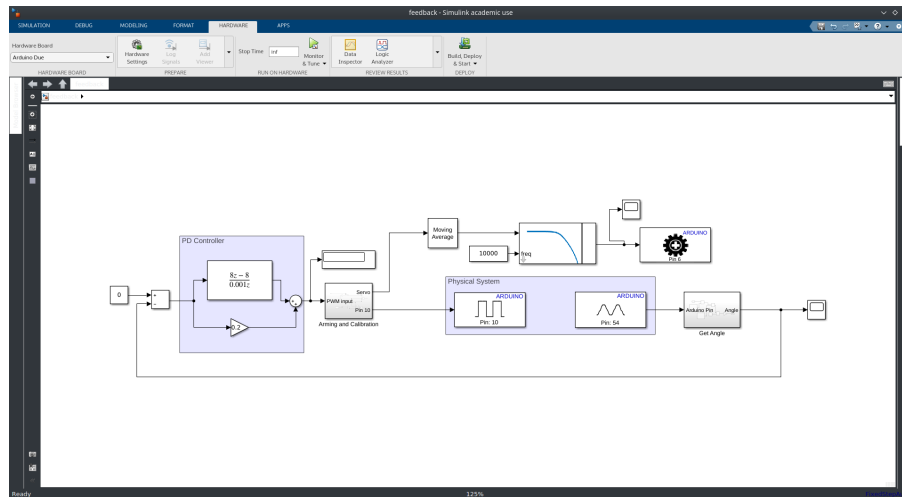 feedback - Simulink academic use
SIMULATION DEBUG MODELING FORMAT HARDWARE APPS
Hardware Board
Arduino Due
Hardware Settings
Log Signals
Add Viewer
Stop Time inf
Monitor & Tune
Data Inspector
Logic Analyzer
Build, Deploy & Start
HARDWARE BOARD PREPARE RUN ON HARDWARE REVIEW RESULTS DEPLOY
PD Controller
8z − 8
0.001z
0.2
0
+
−
+
+
PWM input
Servo
Pin 10
Arming and Calibration
Moving
Average
10000
freq
ARDUINO
Pin 6
Physical System
ARDUINO
Pin: 10
ARDUINO
Pin: 54
Arduino Pin Angle
Get Angle
Ready
125%